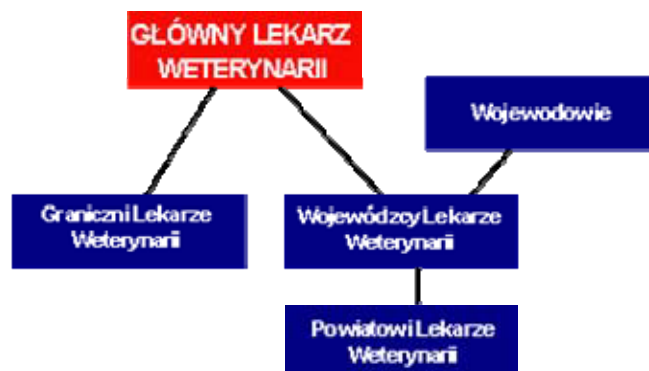 GŁÓWNY LEKARZ
WETERYNARII
Wojewodowie
Graniczni Lekarze
Weterynarii
Wojewódzcy Lekarze
Weterynarii
Powiatowi Lekarze
Weterynarii